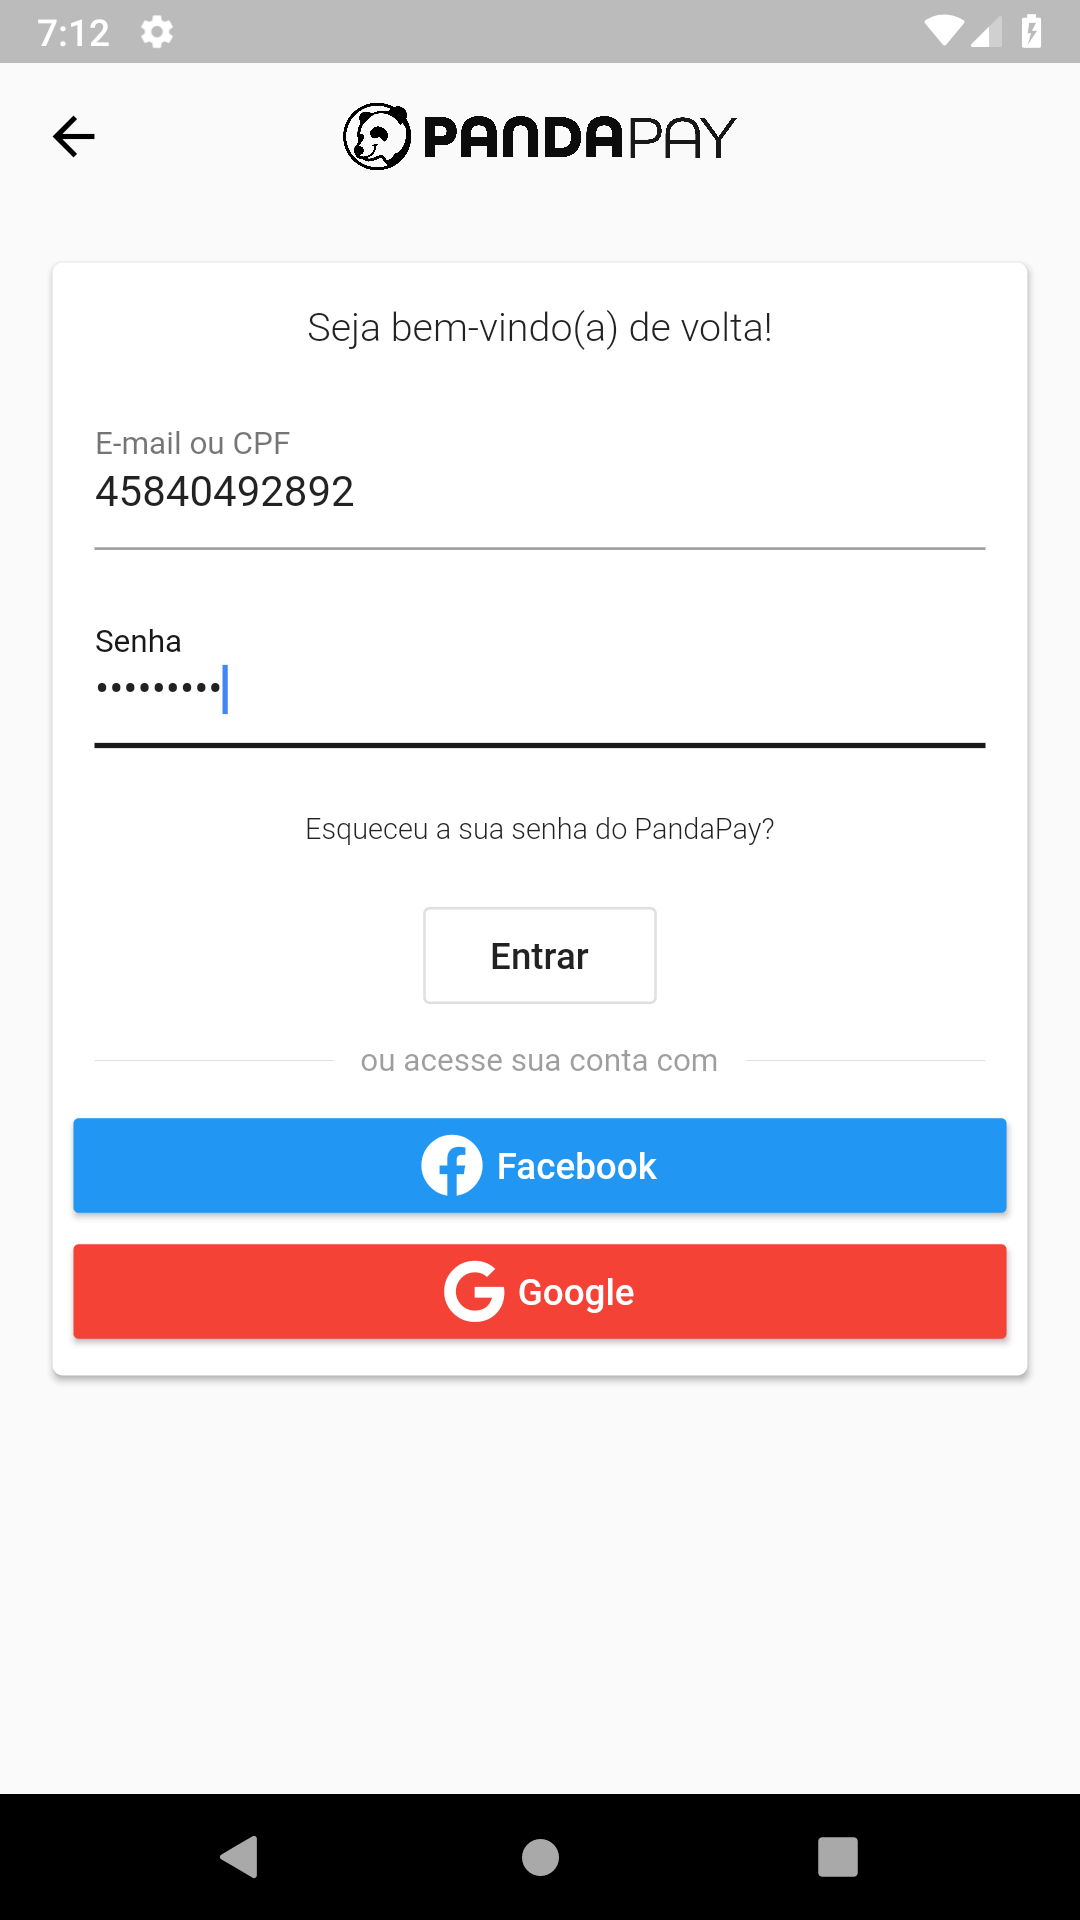 7:12
PANDAPAY
Seja bem-vindo(a) de volta!
E-mail ou CPF
45840492892
Senha
•••••••••
Esqueceu a sua senha do PandaPay?
Entrar
ou acesse sua conta com
Facebook
Google